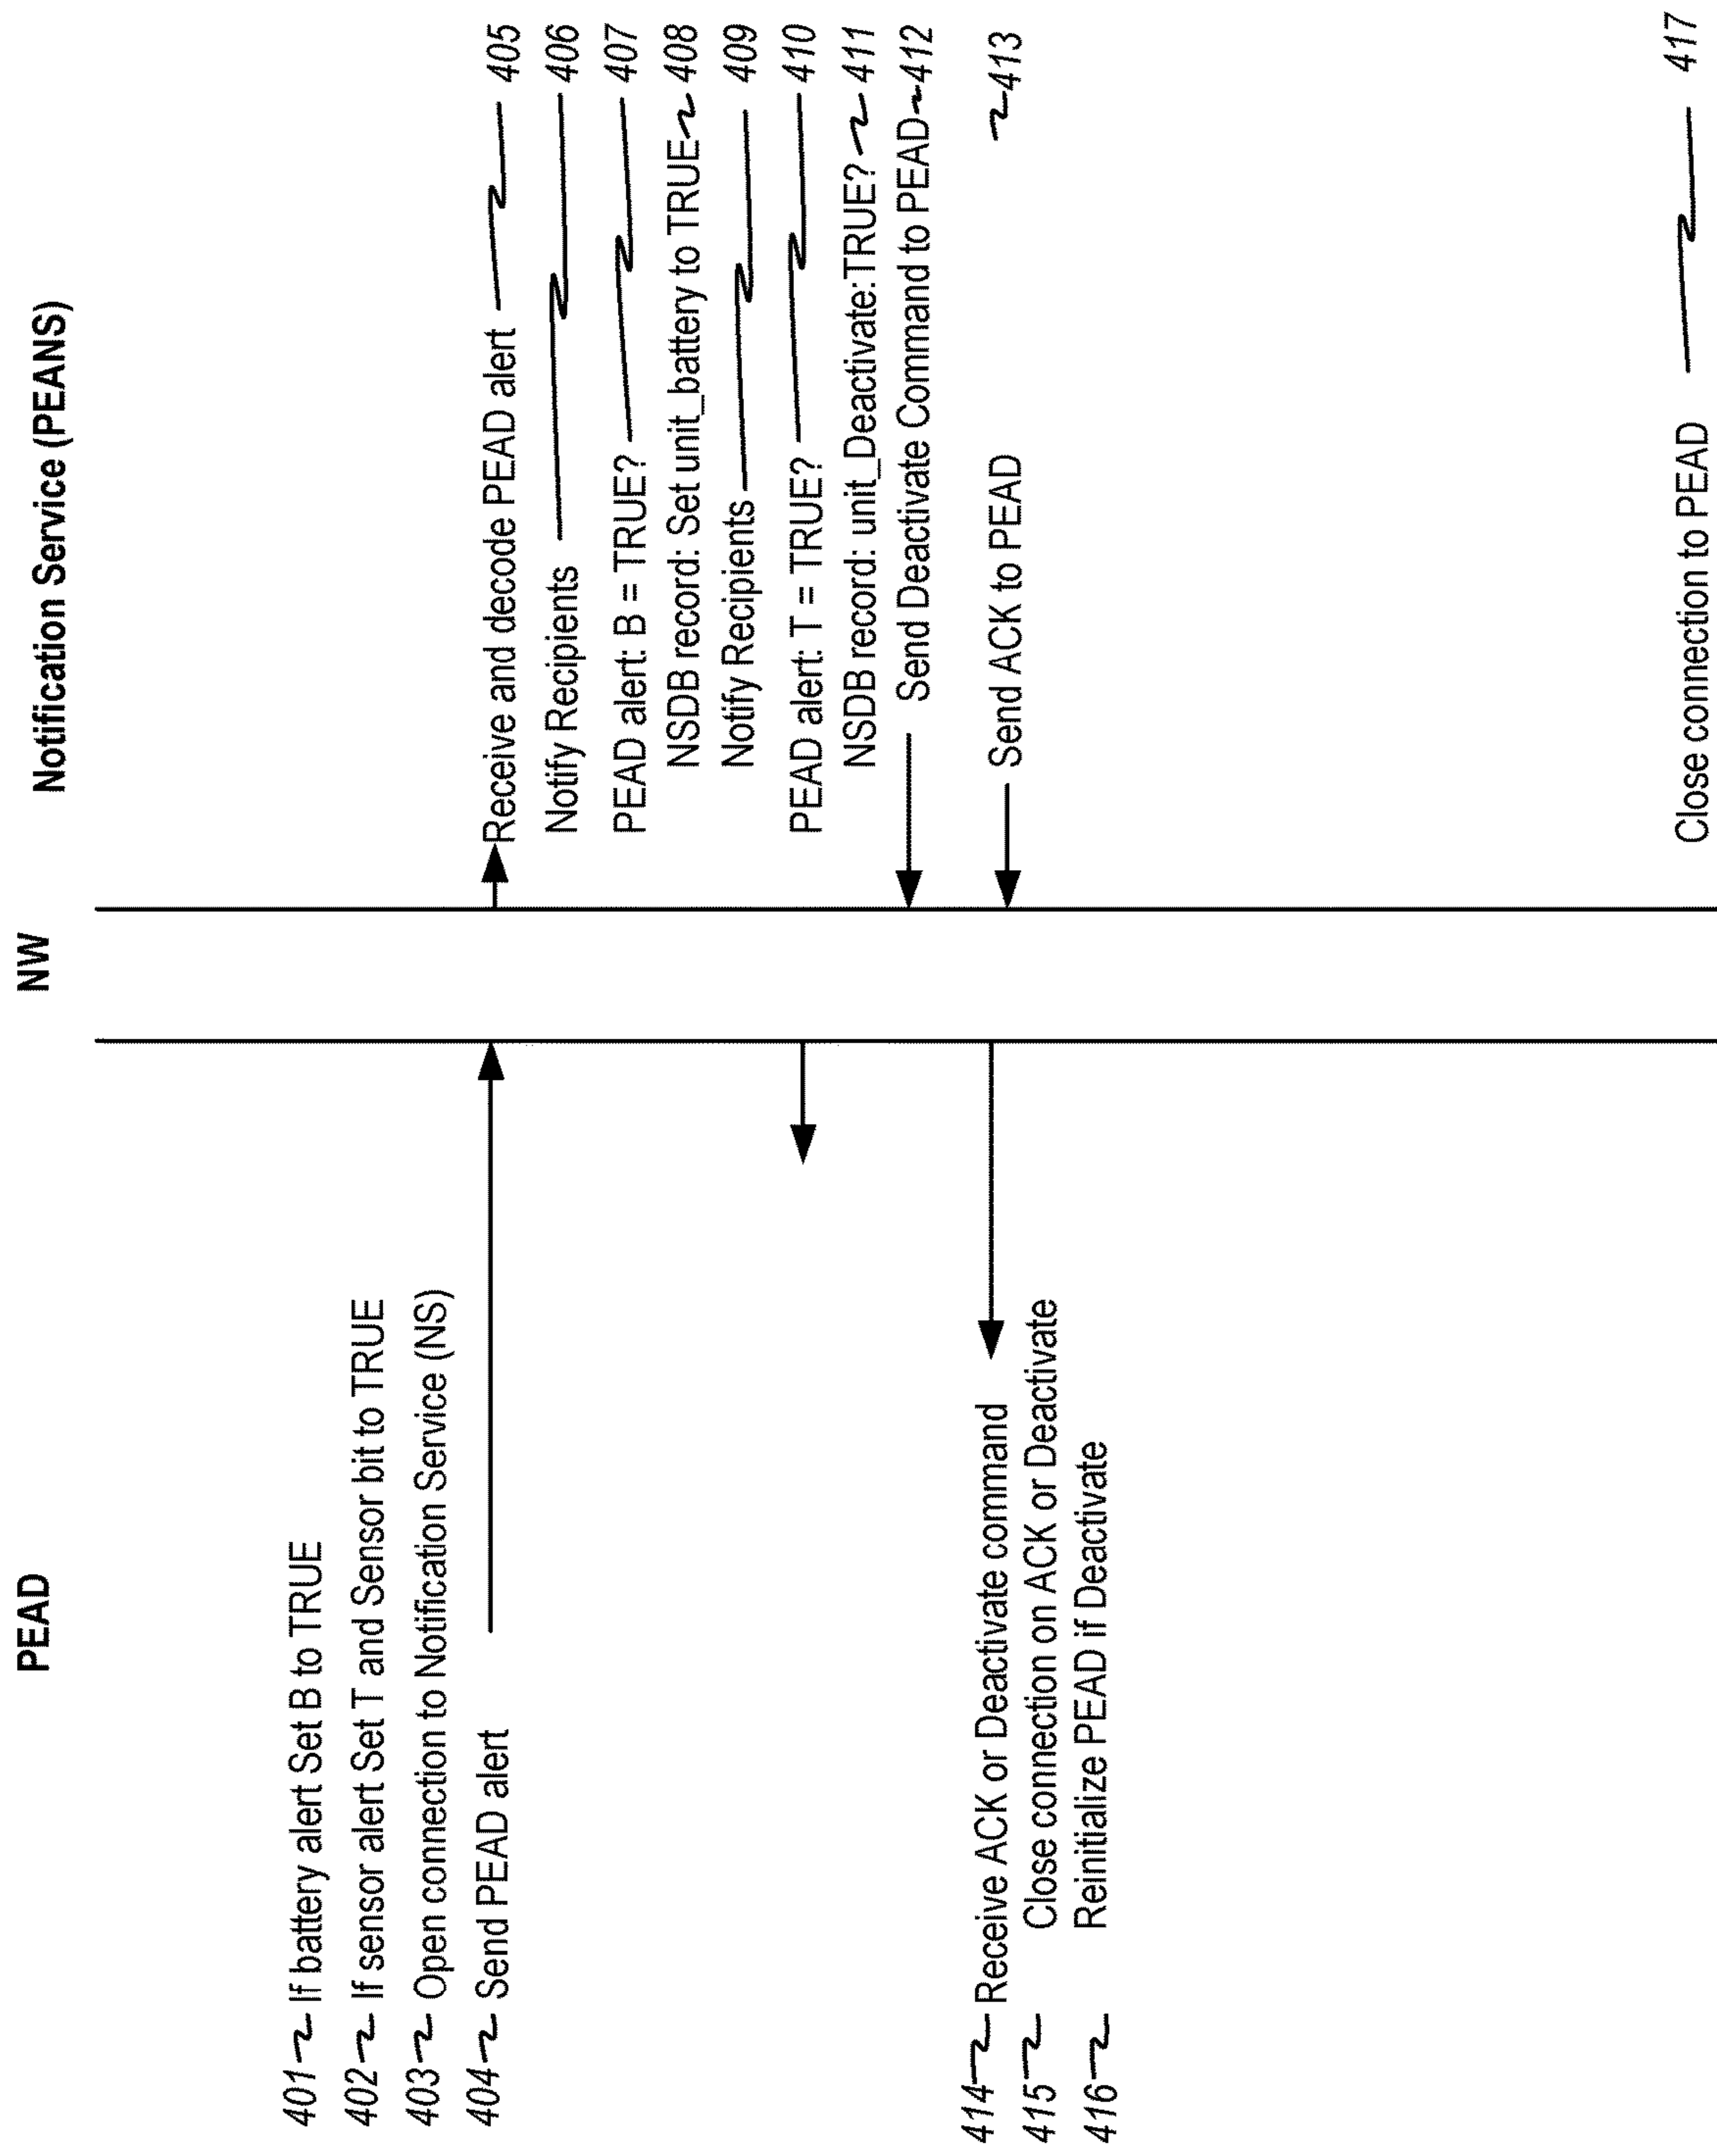 PEAD
NW
Notification Service (PEANS)
401 If battery alert Set B to TRUE
402 If sensor alert Set T and Sensor bit to TRUE
403 Open connection to Notification Service (NS)
404 Send PEAD alert
Receive and decode PEAD alert 405
Notify Recipients 406
PEAD alert: B = TRUE? 407
NSDB record: Set unit_battery to TRUE 408
Notify Recipients 409
PEAD alert: T = TRUE? 410
NSDB record: unit_Deactivate:TRUE? 411
Send Deactivate Command to PEAD 412
Send ACK to PEAD 413
414 Receive ACK or Deactivate command
415 Close connection on ACK or Deactivate
416 Reinitialize PEAD if Deactivate
Close connection to PEAD 417